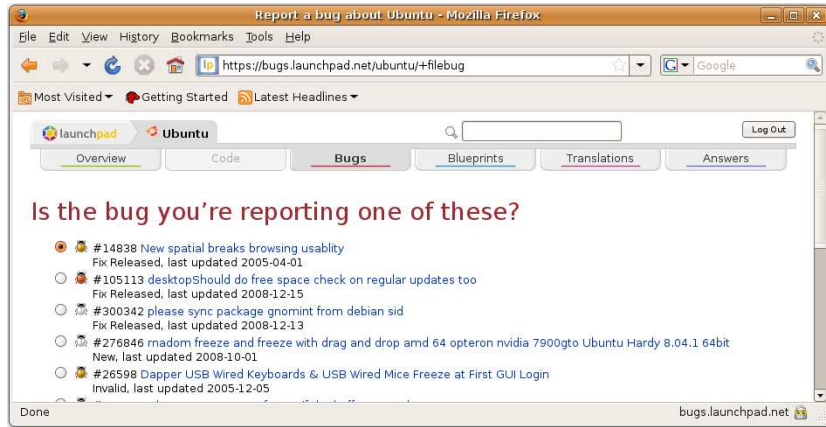 Report a bug about Ubuntu - Mozilla Firefox
File Edit View History Bookmarks Tools Help
lp https://bugs.launchpad.net/ubuntu/+filebug G Google
Most Visited Getting Started Latest Headlines
launchpad Ubuntu Log Out
Overview Code Bugs Blueprints Translations Answers
Is the bug you're reporting one of these?
#14838 New spatial breaks browsing usablity
Fix Released, last updated 2005-04-01
#105113 desktopShould do free space check on regular updates too
Fix Released, last updated 2008-12-15
#300342 please sync package gnomint from debian sid
Fix Released, last updated 2008-12-13
#276846 rnadom freeze and freeze with drag and drop amd 64 opteron nvidia 7900gto Ubuntu Hardy 8.04.1 64bit
New, last updated 2008-10-01
#26598 Dapper USB Wired Keyboards & USB Wired Mice Freeze at First GUI Login
Invalid, last updated 2005-12-05
Done bugs.launchpad.net